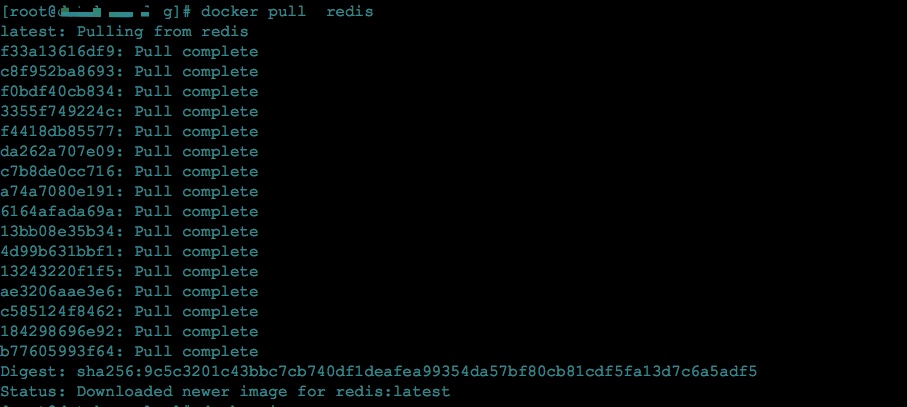 [root@ g]# docker pull  redis
latest: Pulling from redis
f33a13616df9: Pull complete
c8f952ba8693: Pull complete
f0bdf40cb834: Pull complete
3355f749224c: Pull complete
f4418db85577: Pull complete
da262a707e09: Pull complete
c7b8de0cc716: Pull complete
a74a7080e191: Pull complete
6164afada69a: Pull complete
13bb08e35b34: Pull complete
4d99b631bbf1: Pull complete
13243220f1f5: Pull complete
ae3206aae3e6: Pull complete
c585124f8462: Pull complete
184298696e92: Pull complete
b77605993f64: Pull complete
Digest: sha256:9c5c3201c43bbc7cb740df1deafea99354da57bf80cb81cdf5fa13d7c6a5adf5
Status: Downloaded newer image for redis:latest